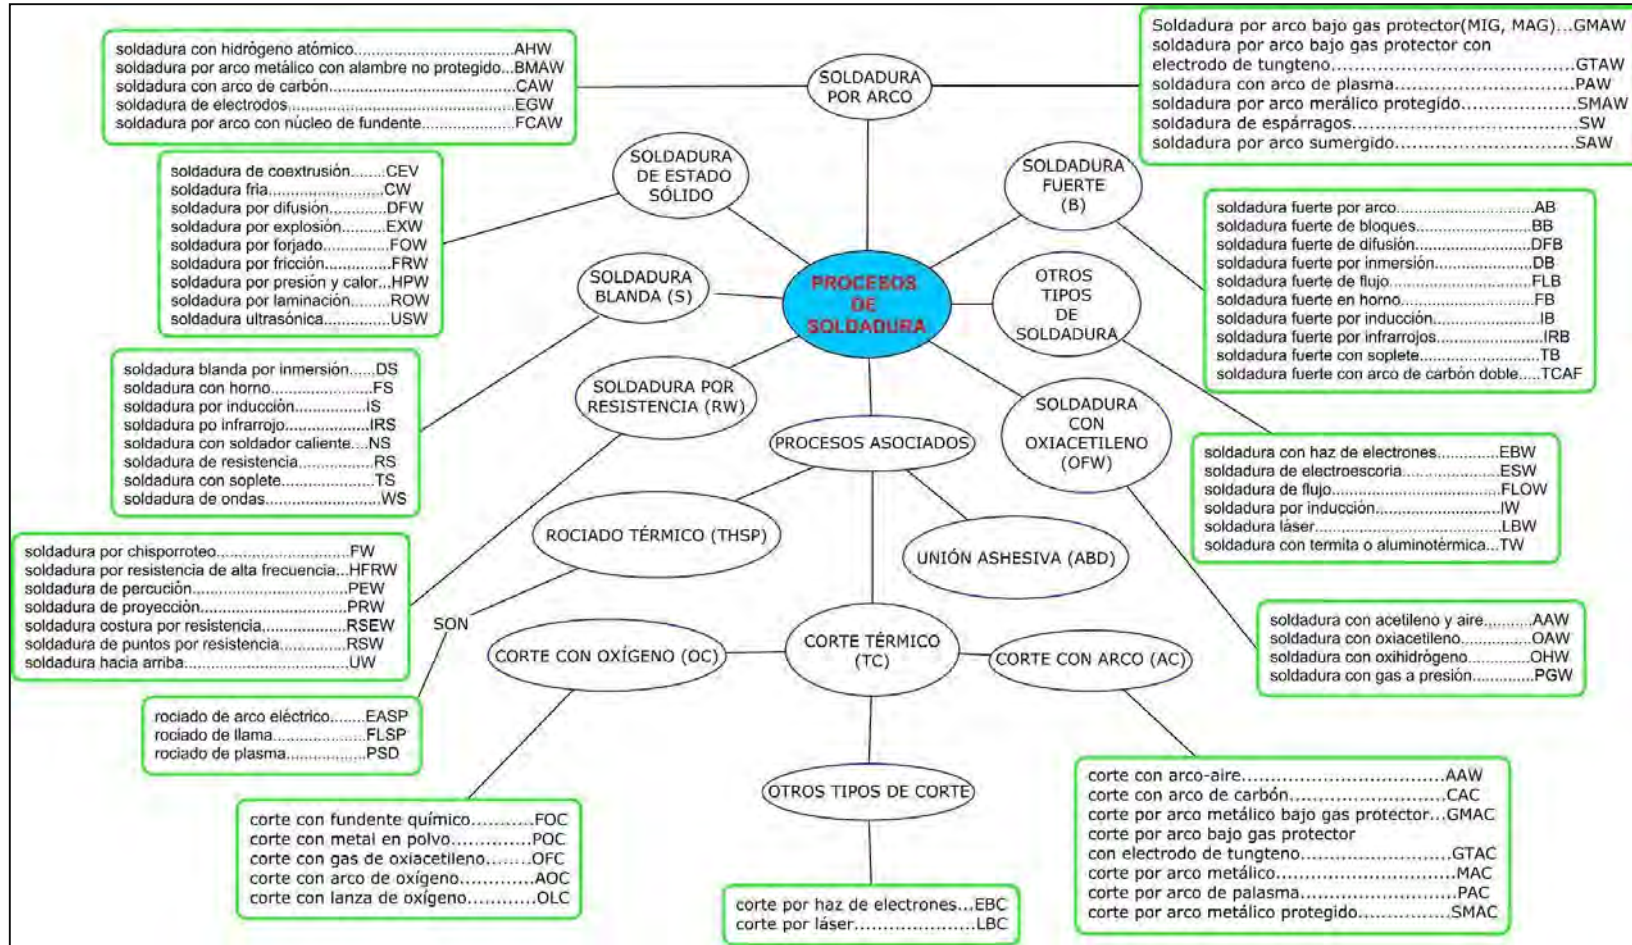 soldadura con hidrógeno atómico..........................AHW
soldadura por arco metálico con alambre no protegido...BMAW
soldadura con arco de carbón..............................CAW
soldadura de electrodos.......................................EGW
soldadura por arco con núcleo de fundente................FCAW
SOLDADURA
POR ARCO
Soldadura por arco bajo gas protector(MIG, MAG)...GMAW
soldadura por arco bajo gas protector con
electrodo de tungteno..................................GTAW
soldadura con arco de plasma..........................PAW
soldadura por arco merálico protegido...............SMAW
soldadura de espárragos..................................SW
soldadura por arco sumergido...........................SAW
SOLDADURA
DE ESTADO
SÓLIDO
soldadura de coextrusión........CEV
soldadura fria.......................CW
soldadura por difusión.............DFW
soldadura por explosión..........EXW
soldadura por forjado..............FOW
soldadura por fricción..............FRW
soldadura por presión y calor...HPW
soldadura por laminación.........ROW
soldadura ultrasónica..............USW
SOLDADURA
FUERTE
(B)
soldadura fuerte por arco..............................AB
soldadura fuerte de bloques...........................BB
soldadura fuerte de difusión..........................DFB
soldadura fuerte por inmersión.......................DB
soldadura fuerte de flujo...............................FLB
soldadura fuerte en horno.............................FB
soldadura fuerte por inducción.......................IB
soldadura fuerte por infrarrojos......................IRB
soldadura fuerte con soplete..........................TB
soldadura fuerte con arco de carbón doble.....TCAF
SOLDADURA
BLANDA (S)
PROCEBOS
DE
SOLDADURA
OTROS
TIPOS
DE
SOLDADURA
soldadura blanda por inmersión.....DS
soldadura con horno....................FS
soldadura por inducción...............IS
soldadura po infrarrojo.................IRS
soldadura con soldador caliente....NS
soldadura de resistencia...............RS
soldadura con soplete..................TS
soldadura de ondas.....................WS
SOLDADURA POR
RESISTENCIA (RW)
PROCESOS ASOCIADOS
SOLDADURA
CON
OXIACETILENO
(OFW)
soldadura con haz de electrones.............EBW
soldadura de electroescoria....................ESW
soldadura de flujo..................................FLOW
soldadura por inducción.........................IW
soldadura láser.....................................LBW
soldadura con termita o aluminotérmica...TW
ROCIADO TÉRMICO (THSP)
UNIÓN ASHESIVA (ABD)
soldadura por chisporroteo......................FW
soldadura por resistencia de alta frecuencia...HFRW
soldadura de percución..........................PEW
soldadura de proyección.........................PRW
soldadura costura por resistencia.............RSEW
soldadura de puntos por resistencia..........RSW
soldadura hacia arriba............................UW
SON
CORTE CON OXÍGENO (OC)
CORTE TÉRMICO
(TC)
CORTE CON ARCO (AC)
soldadura con acetileno y aire...........AAW
soldadura con oxiacetileno...............OAW
soldadura con oxihidrógeno..............OHW
soldadura con gas a presión.............PGW
rociado de arco eléctrico........EASP
rociado de llama....................FLSP
rociado de plasma..................PSD
OTROS TIPOS DE CORTE
corte con fundente químico..........FOC
corte con metal en polvo..............POC
corte con gas de oxiacetileno.......OFC
corte con arco de oxígeno............AOC
corte con lanza de oxígeno..........OLC
corte por haz de electrones...EBC
corte por láser......................LBC
corte con arco-aire..............................AAW
corte con arco de carbón.......................CAC
corte por arco metálico bajo gas protector...GMAC
corte por arco bajo gas protector
con electrodo de tungteno......................GTAC
corte por arco metálico..........................MAC
corte por arco de palasma......................PAC
corte por arco metálico protegido.............SMAC